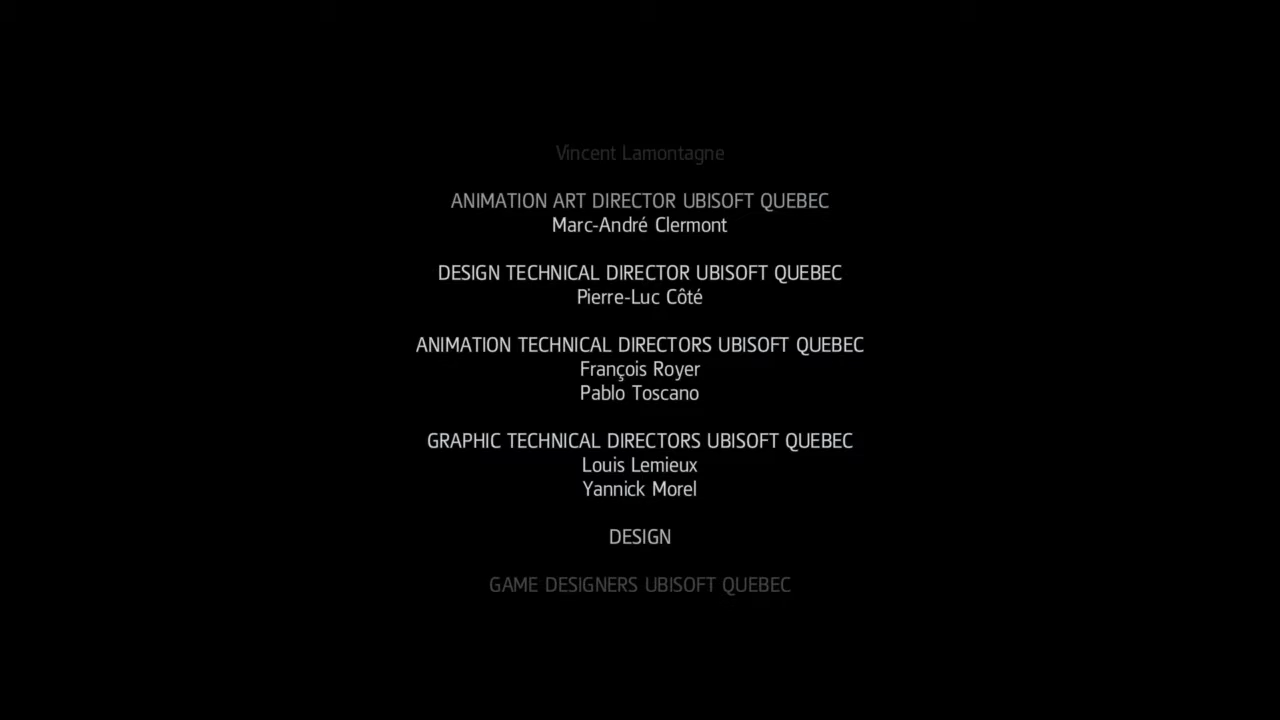 Vincent Lamontagne
ANIMATION ART DIRECTOR UBISOFT QUEBEC
Marc-André Clermont
DESIGN TECHNICAL DIRECTOR UBISOFT QUEBEC
Pierre-Luc Côté
ANIMATION TECHNICAL DIRECTORS UBISOFT QUEBEC
François Royer
Pablo Toscano
GRAPHIC TECHNICAL DIRECTORS UBISOFT QUEBEC
Louis Lemieux
Yannick Morel
DESIGN
GAME DESIGNERS UBISOFT QUEBEC